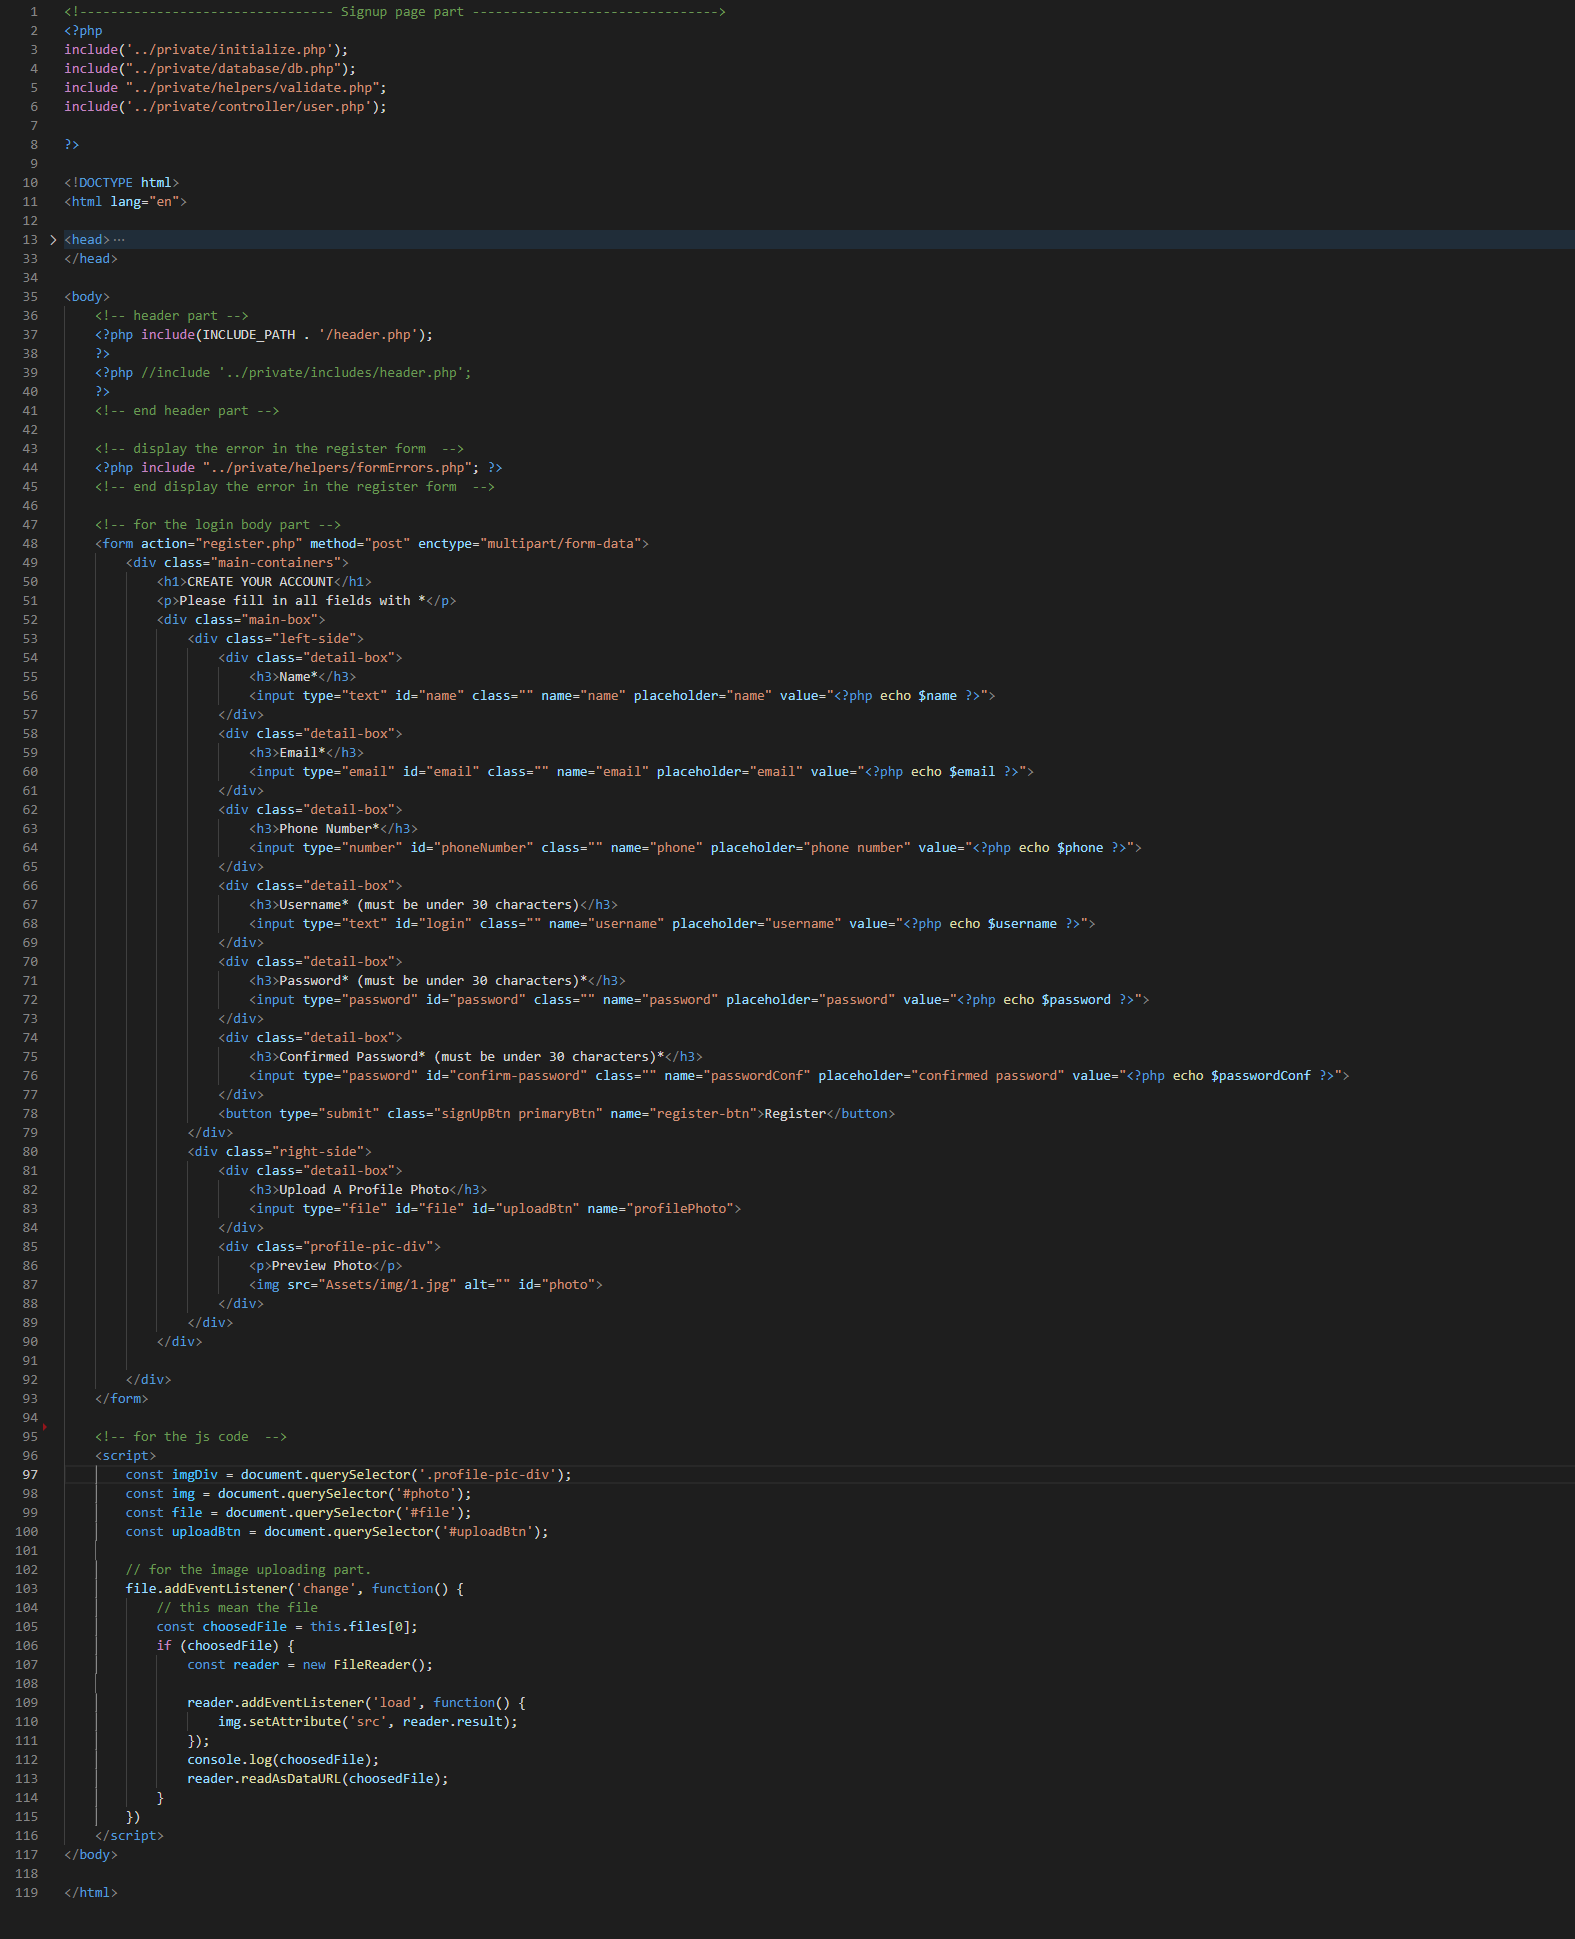 1 <!--------------------------------- Signup page part -------------------------------->
2 <?php
3 include('../private/initialize.php');
4 include("../private/database/db.php");
5 include "../private/helpers/validate.php";
6 include('../private/controller/user.php');
7
8 ?>
9
10 <!DOCTYPE html>
11 <html lang="en">
12
13 > <head>···
33 </head>
34
35 <body>
36 <!-- header part -->
37 <?php include(INCLUDE_PATH . '/header.php');
38 ?>
39 <?php //include '../private/includes/header.php';
40 ?>
41 <!-- end header part -->
42
43 <!-- display the error in the register form  -->
44 <?php include "../private/helpers/formErrors.php"; ?>
45 <!-- end display the error in the register form  -->
46
47 <!-- for the login body part -->
48 <form action="register.php" method="post" enctype="multipart/form-data">
49 <div class="main-containers">
50 <h1>CREATE YOUR ACCOUNT</h1>
51 <p>Please fill in all fields with *</p>
52 <div class="main-box">
53 <div class="left-side">
54 <div class="detail-box">
55 <h3>Name*</h3>
56 <input type="text" id="name" class="" name="name" placeholder="name" value="<?php echo $name ?>">
57 </div>
58 <div class="detail-box">
59 <h3>Email*</h3>
60 <input type="email" id="email" class="" name="email" placeholder="email" value="<?php echo $email ?>">
61 </div>
62 <div class="detail-box">
63 <h3>Phone Number*</h3>
64 <input type="number" id="phoneNumber" class="" name="phone" placeholder="phone number" value="<?php echo $phone ?>">
65 </div>
66 <div class="detail-box">
67 <h3>Username* (must be under 30 characters)</h3>
68 <input type="text" id="login" class="" name="username" placeholder="username" value="<?php echo $username ?>">
69 </div>
70 <div class="detail-box">
71 <h3>Password* (must be under 30 characters)*</h3>
72 <input type="password" id="password" class="" name="password" placeholder="password" value="<?php echo $password ?>">
73 </div>
74 <div class="detail-box">
75 <h3>Confirmed Password* (must be under 30 characters)*</h3>
76 <input type="password" id="confirm-password" class="" name="passwordConf" placeholder="confirmed password" value="<?php echo $passwordConf ?>">
77 </div>
78 <button type="submit" class="signUpBtn primaryBtn" name="register-btn">Register</button>
79 </div>
80 <div class="right-side">
81 <div class="detail-box">
82 <h3>Upload A Profile Photo</h3>
83 <input type="file" id="file" id="uploadBtn" name="profilePhoto">
84 </div>
85 <div class="profile-pic-div">
86 <p>Preview Photo</p>
87 <img src="Assets/img/1.jpg" alt="" id="photo">
88 </div>
89 </div>
90 </div>
91
92 </div>
93 </form>
94
95 <!-- for the js code  -->
96 <script>
97 const imgDiv = document.querySelector('.profile-pic-div');
98 const img = document.querySelector('#photo');
99 const file = document.querySelector('#file');
100 const uploadBtn = document.querySelector('#uploadBtn');
101
102 // for the image uploading part.
103 file.addEventListener('change', function() {
104 // this mean the file
105 const choosedFile = this.files[0];
106 if (choosedFile) {
107 const reader = new FileReader();
108
109 reader.addEventListener('load', function() {
110 img.setAttribute('src', reader.result);
111 });
112 console.log(choosedFile);
113 reader.readAsDataURL(choosedFile);
114 }
115 })
116 </script>
117 </body>
118
119 </html>